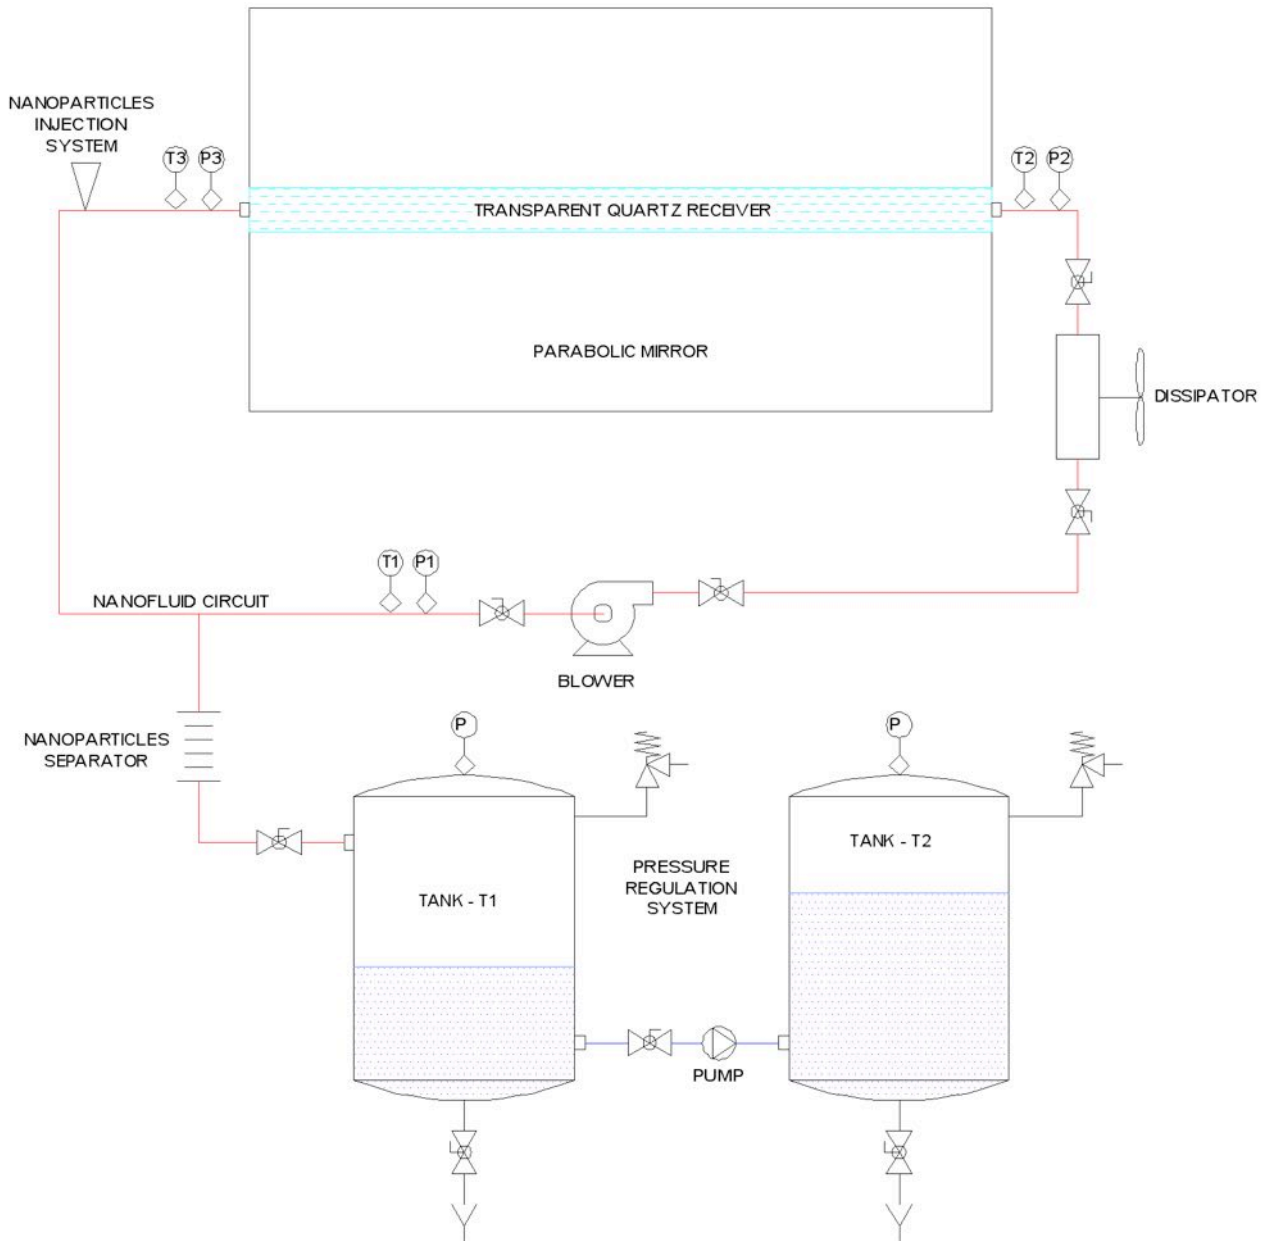 NANOPARTICLES
INJECTION
SYSTEM
T3
P3
T2
P2
TRANSPARENT QUARTZ RECEIVER
PARABOLIC MIRROR
DISSIPATOR
T1
P1
NANOFLUID CIRCUIT
BLOWER
NANOPARTICLES
SEPARATOR
P
P
TANK - T1
PRESSURE
REGULATION
SYSTEM
TANK - T2
PUMP